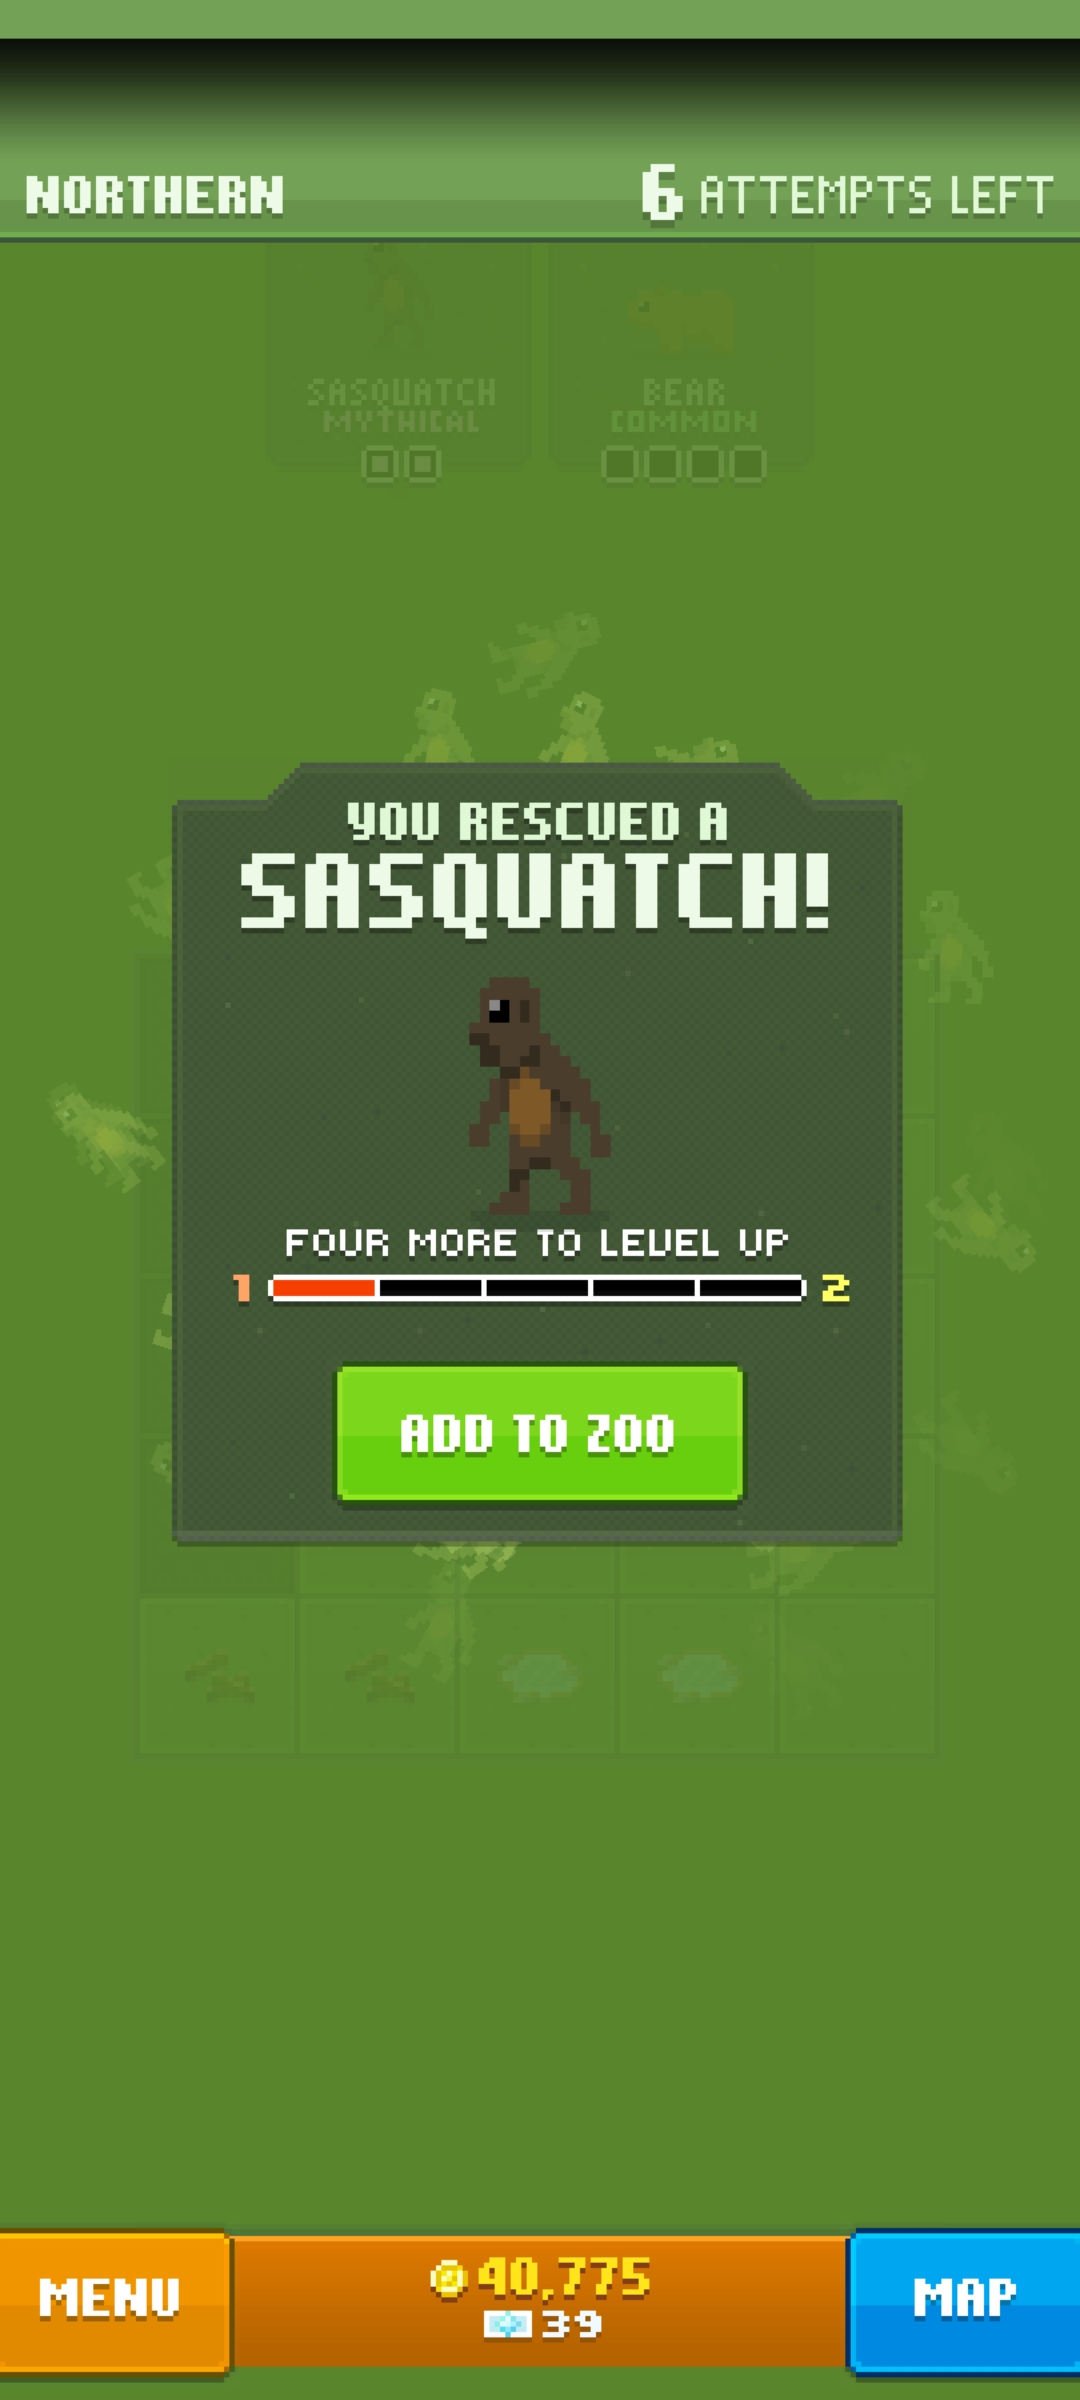 NORTHERN
6 ATTEMPTS LEFT
SASQUATCH
MYTHICAL
BEAR
COMMON
YOU RESCUED A
SASQUATCH!
FOUR MORE TO LEVEL UP
1
2
ADD TO ZOO
MENU
40,775
39
MAP